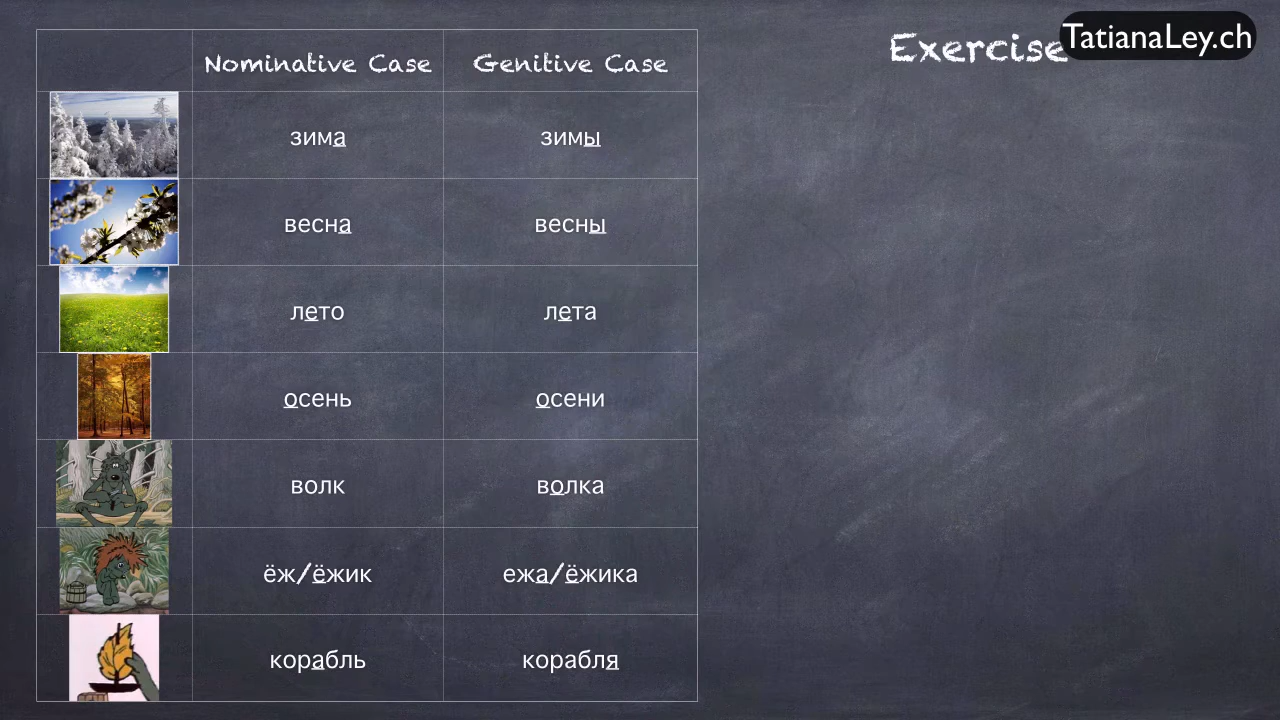 Exercise
TatianaLey.ch
Nominative Case Genitive Case
зима зимы
весна весны
лето лета
осень осени
волк волка
ёж/ёжик ежа/ёжика
корабль корабля